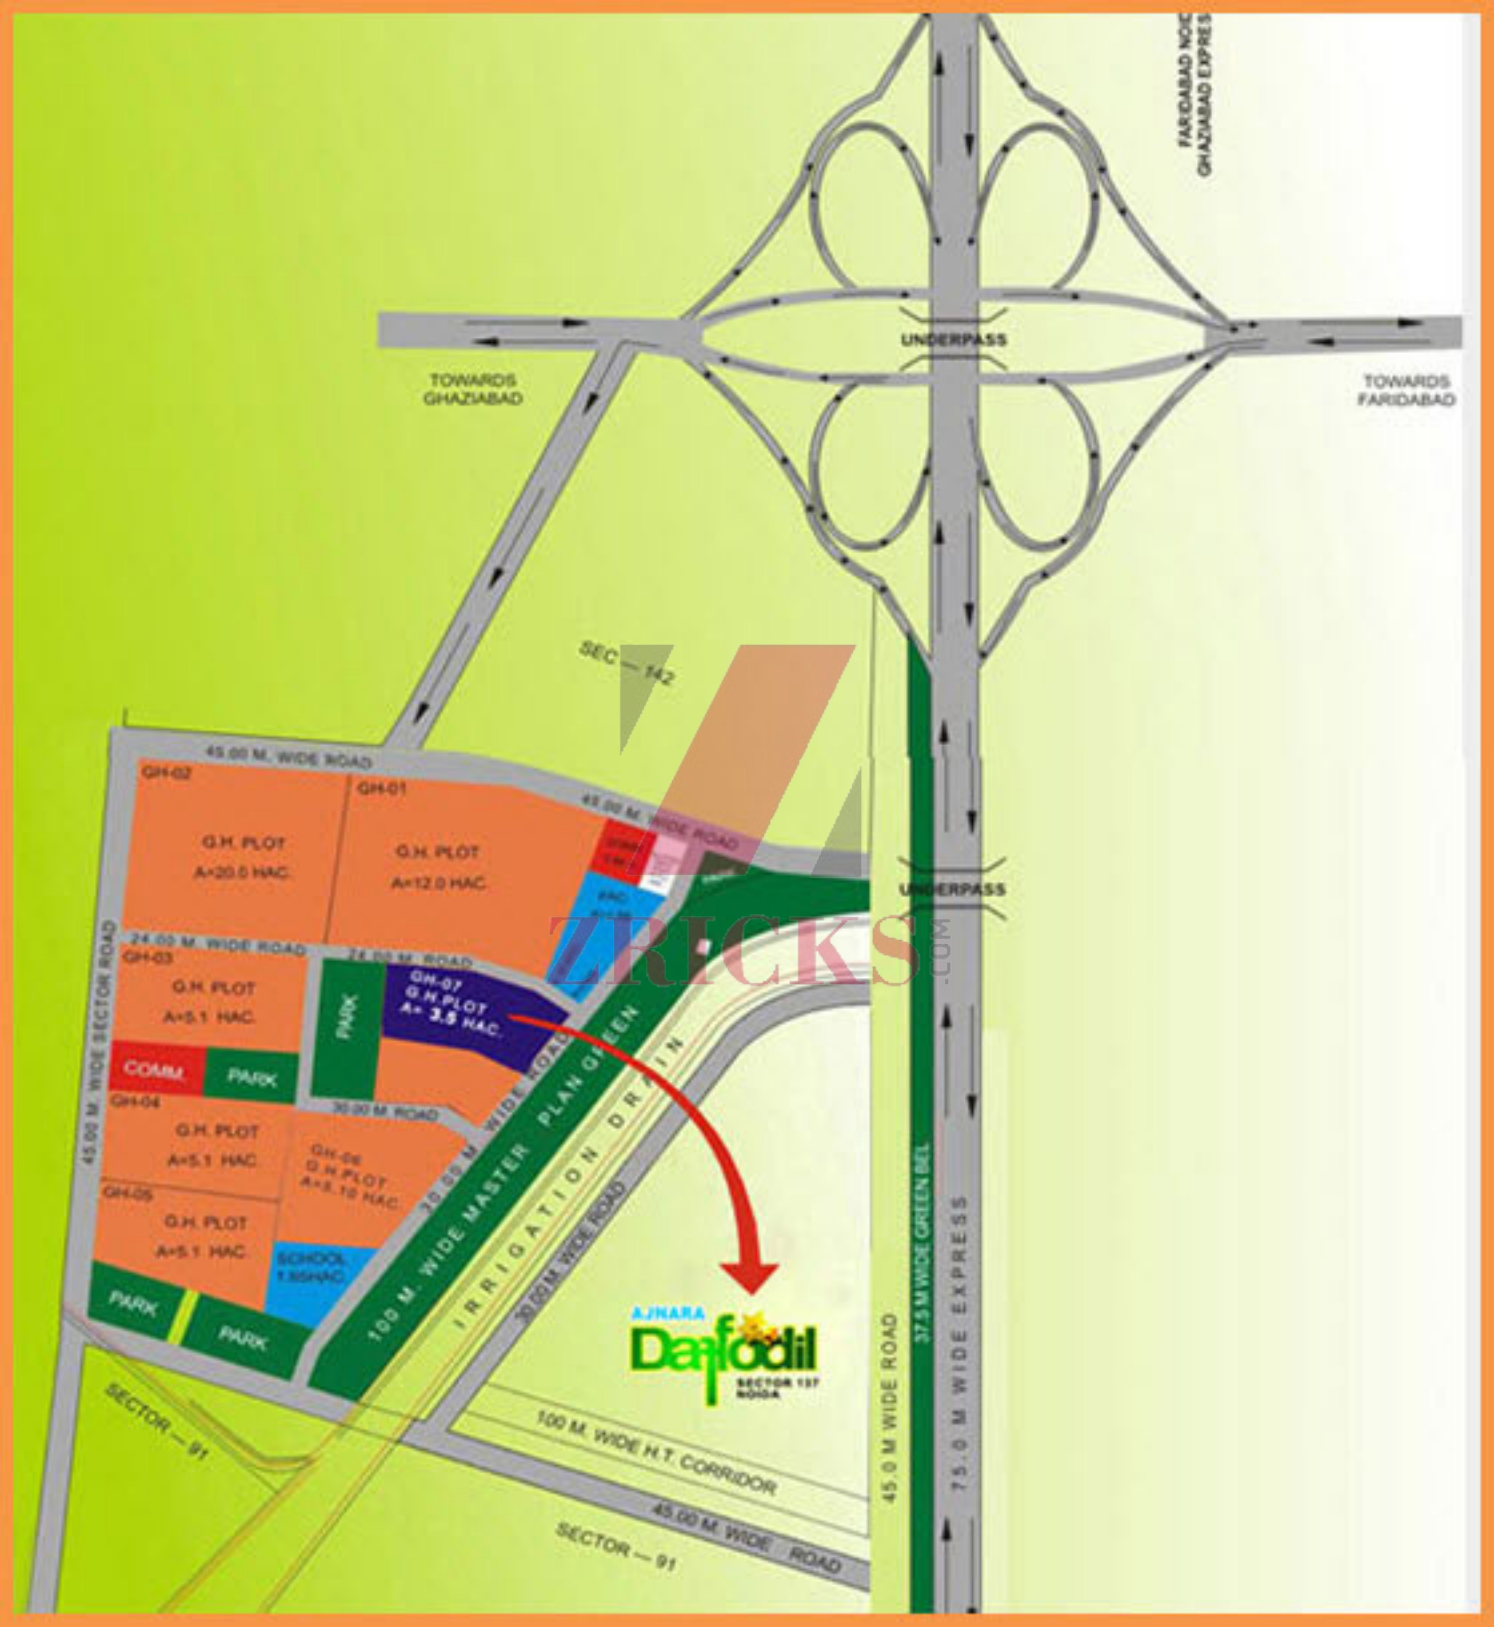 FARIDABAD NOID
GHAZIABAD EXPRES
UNDERPASS
TOWARDS
GHAZIABAD
TOWARDS
FARIDABAD
SEC — 142
45.00 M. WIDE ROAD
45.00 M. WIDE ROAD
GH-02
G.H. PLOT
A=20.0 HAC.
GH-01
G.H. PLOT
A=12.0 HAC.
UNDERPASS
ZRICKS
.COM
24.00 M. WIDE ROAD
24.00 M. ROAD
GH-03
G.H. PLOT
A=5.1 HAC.
PARK
GH-07
G.H.PLOT
A= 3.5 HAC.
COMM.
PARK
45.00 M. WIDE SECTOR ROAD
GH-04
G.H. PLOT
A=5.1 HAC.
30.00 M. ROAD
GH-06
G.H.PLOT
HAC.
30.00 M. WIDE ROAD
100 M. WIDE MASTER PLAN GREEN
IRRIGATION DRAIN
30.00 M. WIDE ROAD
GH-05
G.H. PLOT
A=5.1 HAC.
SCHOOL
PARK
PARK
AJNARA
Daffodil
SECTOR 137
NOIDA
45.0 M WIDE ROAD
37.5 M WIDE GREEN BEL
75.0 M WIDE EXPRESS
SECTOR — 91
100 M. WIDE H.T. CORRIDOR
45.00 M. WIDE ROAD
SECTOR — 91